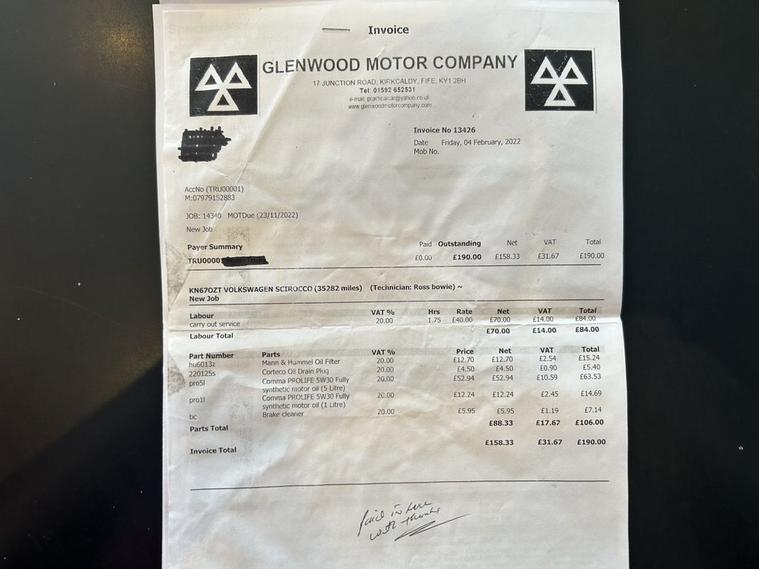 Invoice
GLENWOOD MOTOR COMPANY
17 JUNCTION ROAD, KIRKCALDY, FIFE, KY1 2BH
Tel: 01592 652531
e-mail: practicalcar@yahoo.co.uk
www.glenwoodmotorcompany.com
Invoice No 13426
Date Friday, 04 February, 2022
Mob No.
AccNo (TRU00001)
M:07979152883
JOB: 14340 MOTDue (23/11/2022)
New Job
Payer Summary Paid Outstanding Net VAT Total
TRU0000 £0.00 £190.00 £158.33 £31.67 £190.00
KN67OZT VOLKSWAGEN SCIROCCO (35282 miles) (Technician: Ross bowie) ~
New Job
Labour VAT % Hrs Rate Net VAT Total
carry out service 20.00 1.75 £40.00 £70.00 £14.00 £84.00
Labour Total £70.00 £14.00 £84.00
Part Number Parts VAT % Price Net VAT Total
hu6013z Mann & Hummel Oil Filter 20.00 £12.70 £12.70 £2.54 £15.24
220125s Corteco Oil Drain Plug 20.00 £4.50 £4.50 £0.90 £5.40
pro5l Comma PROLIFE 5W30 Fully 20.00 £52.94 £52.94 £10.59 £63.53
synthetic motor oil (5 Litre)
pro1l Comma PROLIFE 5W30 Fully 20.00 £12.24 £12.24 £2.45 £14.69
synthetic motor oil (1 Litre)
bc Brake cleaner 20.00 £5.95 £5.95 £1.19 £7.14
Parts Total £88.33 £17.67 £106.00
Invoice Total £158.33 £31.67 £190.00
Paid in
with thanks